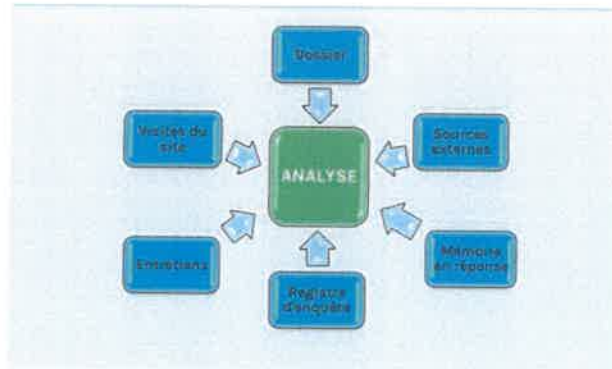 Dossier
Visites du
site
Sources
externes
ANALYSE
Entretiens
Mémoire
en réponse
Registre
d'enquête